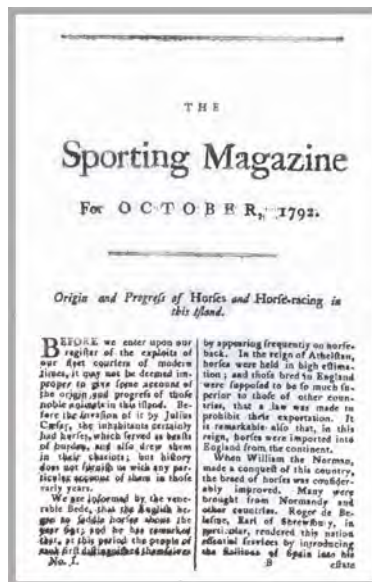 THE
Sporting Magazine
For OCTOBER, 1792.
Origin and Progreſs of Horſes and Horſe-racing in
this Iſland.
BEFORE we enter upon our
regiſter of the exploits of
our fleet courſers of modern
times, it may not be deemed im-
proper to give ſome account of
the origin and progreſs of thoſe
noble animals in this iſland. Be-
fore the invaſion of it by Julius
Cæſar, the inhabitants certainly
had horſes, which ſerved as beaſts
of burden, and alſo drew them
in their chariots; but hiſtory
does not furniſh us with any par-
ticular account of them in thoſe
early years.
We are informed by the vene-
rable Bede, that the Engliſh be-
gan to ſaddle horſes about the
year 631; and he has remarked
that, at this period the people of
rank firſt diſtinguiſhed themſelves
No. I.
by appearing frequently on horſe-
back. In the reign of Athelſtan,
horſes were held in high eſtima-
tion; and thoſe bred in England
were ſuppoſed to be ſo much ſu-
perior to thoſe of other coun-
tries, that a law was made to
prohibit their exportation. It
is remarkable alſo that, in this
reign, horſes were imported into
England from the continent.
When William the Norman,
made a conqueſt of this country,
the breed of horſes was conſider-
ably improved. Many were
brought from Normandy and
other countries. Roger de Be-
leſme, Earl of Shrewſbury, in
particular, rendered this nation
eſſential ſervices by introducing
the ſtallions of Spain into his
B
eſtate